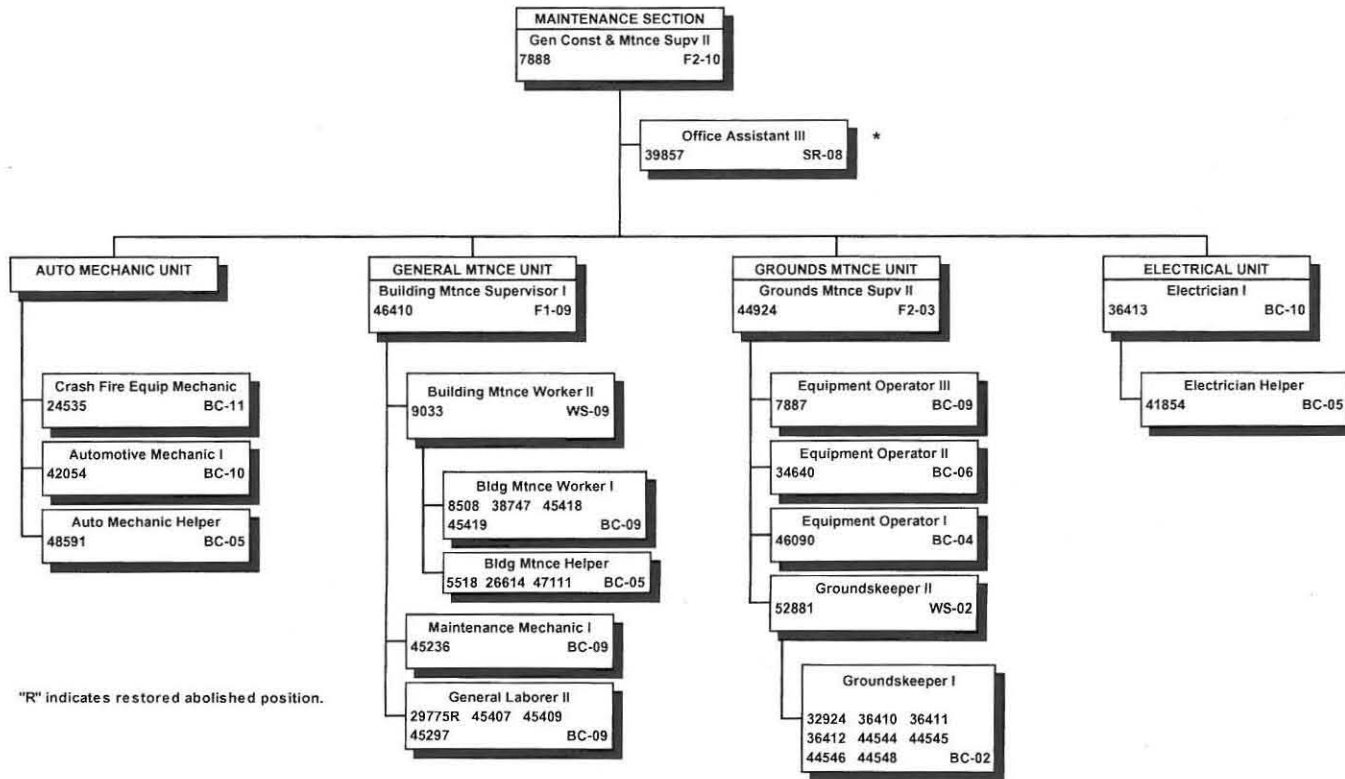 MAINTENANCE SECTION
Gen Const & Mtnce Supv II
7888 F2-10
Office Assistant III *
39857 SR-08
AUTO MECHANIC UNIT
Crash Fire Equip Mechanic
24535 BC-11
Automotive Mechanic I
42054 BC-10
Auto Mechanic Helper
48591 BC-05
GENERAL MTNCE UNIT
Building Mtnce Supervisor I
46410 F1-09
Building Mtnce Worker II
9033 WS-09
Bldg Mtnce Worker I
8508 38747 45418
45419 BC-09
Bldg Mtnce Helper
5518 26614 47111 BC-05
Maintenance Mechanic I
45236 BC-09
General Laborer II
29775R 45407 45409
45297 BC-09
GROUNDS MTNCE UNIT
Grounds Mtnce Supv II
44924 F2-03
Equipment Operator III
7887 BC-09
Equipment Operator II
34640 BC-06
Equipment Operator I
46090 BC-04
Groundskeeper II
52881 WS-02
Groundskeeper I
32924 36410 36411
36412 44544 44545
44546 44548 BC-02
ELECTRICAL UNIT
Electrician I
36413 BC-10
Electrician Helper
41854 BC-05
"R" indicates restored abolished position.